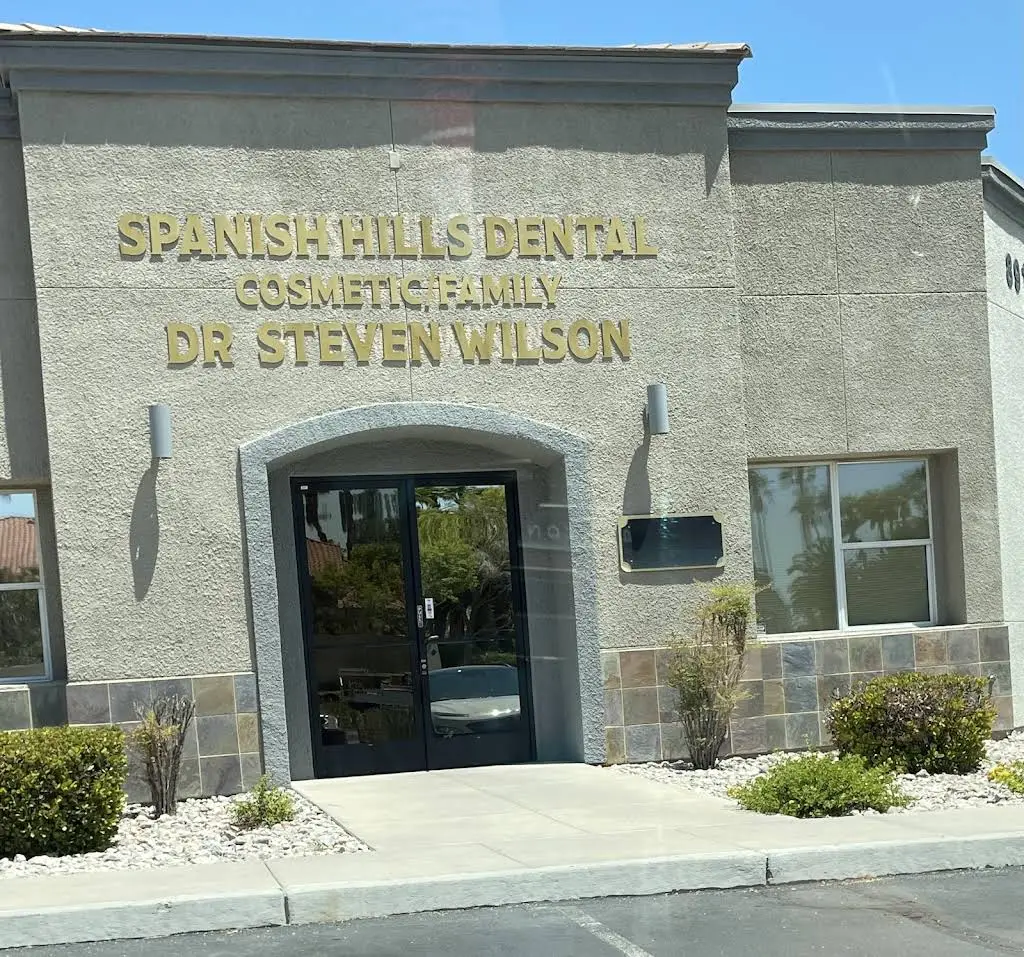 SPANISH HILLS DENTAL
COSMETIC/FAMILY
DR STEVEN WILSON